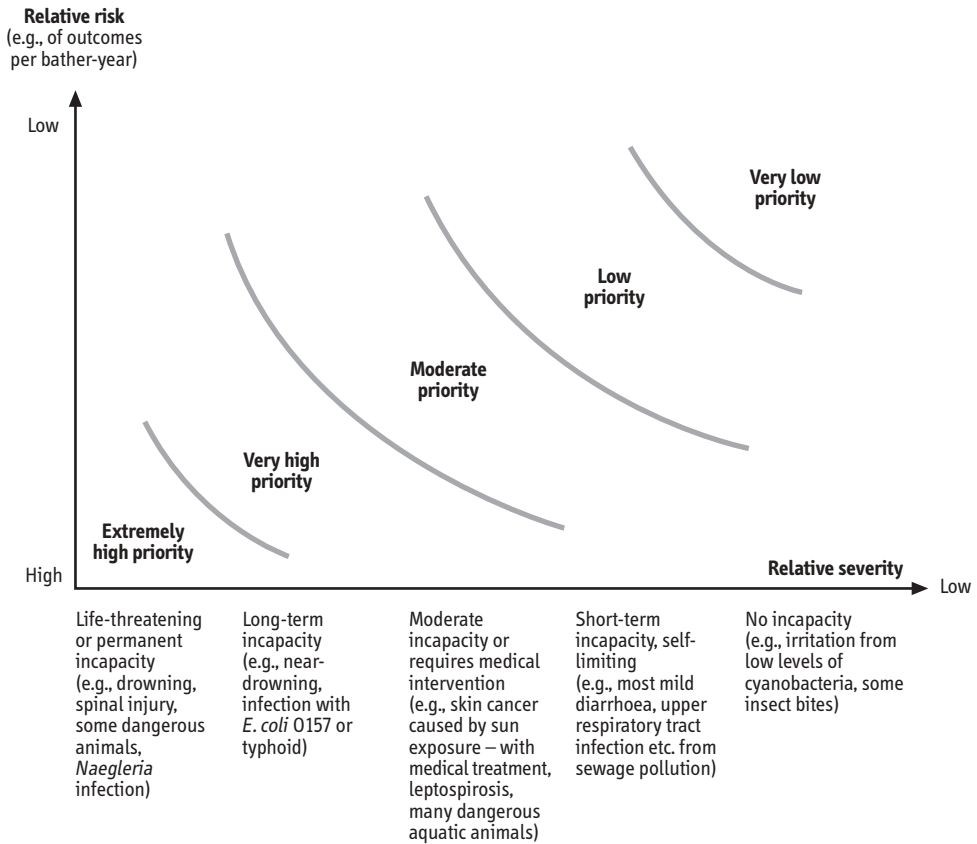 Relative risk
(e.g., of outcomes
per bather-year)
Low
Very low
priority
Low
priority
Moderate
priority
Very high
priority
Extremely
high priority
High
Relative severity
Low
Life-threatening
or permanent
incapacity
(e.g., drowning,
spinal injury,
some dangerous
animals,
Naegleria
infection)
Long-term
incapacity
(e.g., near-
drowning,
infection with
E. coli O157 or
typhoid)
Moderate
incapacity or
requires medical
intervention
(e.g., skin cancer
caused by sun
exposure – with
medical treatment,
leptospirosis,
many dangerous
aquatic animals)
Short-term
incapacity, self-
limiting
(e.g., most mild
diarrhoea, upper
respiratory tract
infection etc. from
sewage pollution)
No incapacity
(e.g., irritation from
low levels of
cyanobacteria, some
insect bites)